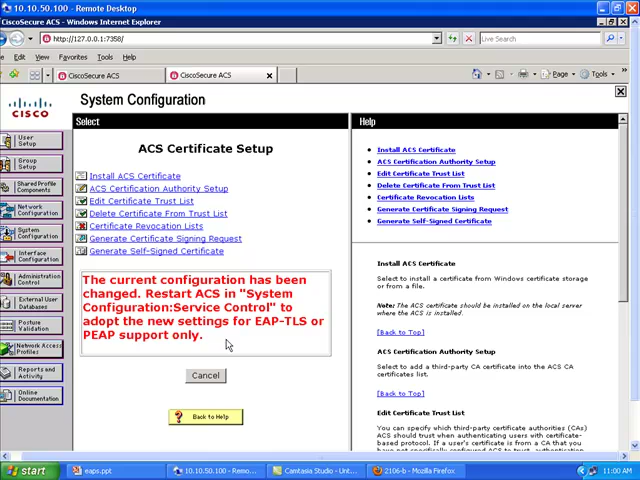 10.10.50.100 - Remote Desktop
CiscoSecure ACS - Windows Internet Explorer
http://127.0.0.1:7358/
Live Search
Edit View Favorites Tools Help
CiscoSecure ACS
CiscoSecure ACS
Page
Tools
CISCO
System Configuration
User Setup
Group Setup
Shared Profile Components
Network Configuration
System Configuration
Interface Configuration
Administration Control
External User Databases
Posture Validation
Network Access Profiles
Reports and Activity
Online Documentation
Select
ACS Certificate Setup
Install ACS Certificate
ACS Certification Authority Setup
Edit Certificate Trust List
Delete Certificate From Trust List
Certificate Revocation Lists
Generate Certificate Signing Request
Generate Self-Signed Certificate
The current configuration has been
changed. Restart ACS in "System
Configuration:Service Control" to
adopt the new settings for EAP-TLS or
PEAP support only.
Cancel
? Back to Help
Help
Install ACS Certificate
ACS Certification Authority Setup
Edit Certificate Trust List
Delete Certificate From Trust List
Certificate Revocation Lists
Generate Certificate Signing Request
Generate Self-Signed Certificate
Install ACS Certificate
Select to install a certificate from Windows certificate storage
or from a file.
Note: The ACS certificate should be installed on the local server
where the ACS is installed.
[Back to Top]
ACS Certification Authority Setup
Select to add a third-party CA certificate into the ACS CA
certificates list.
[Back to Top]
Edit Certificate Trust List
You can specify which third-party certificate authorities (CAs)
ACS should trust when authenticating users with certificate-
based protocol. If a user's certificate is from a CA that
start
eaps.ppt
10.10.50.100 - Remo...
Camtasia Studio - Unt...
2106-b - Mozilla Firefox
11:00 AM